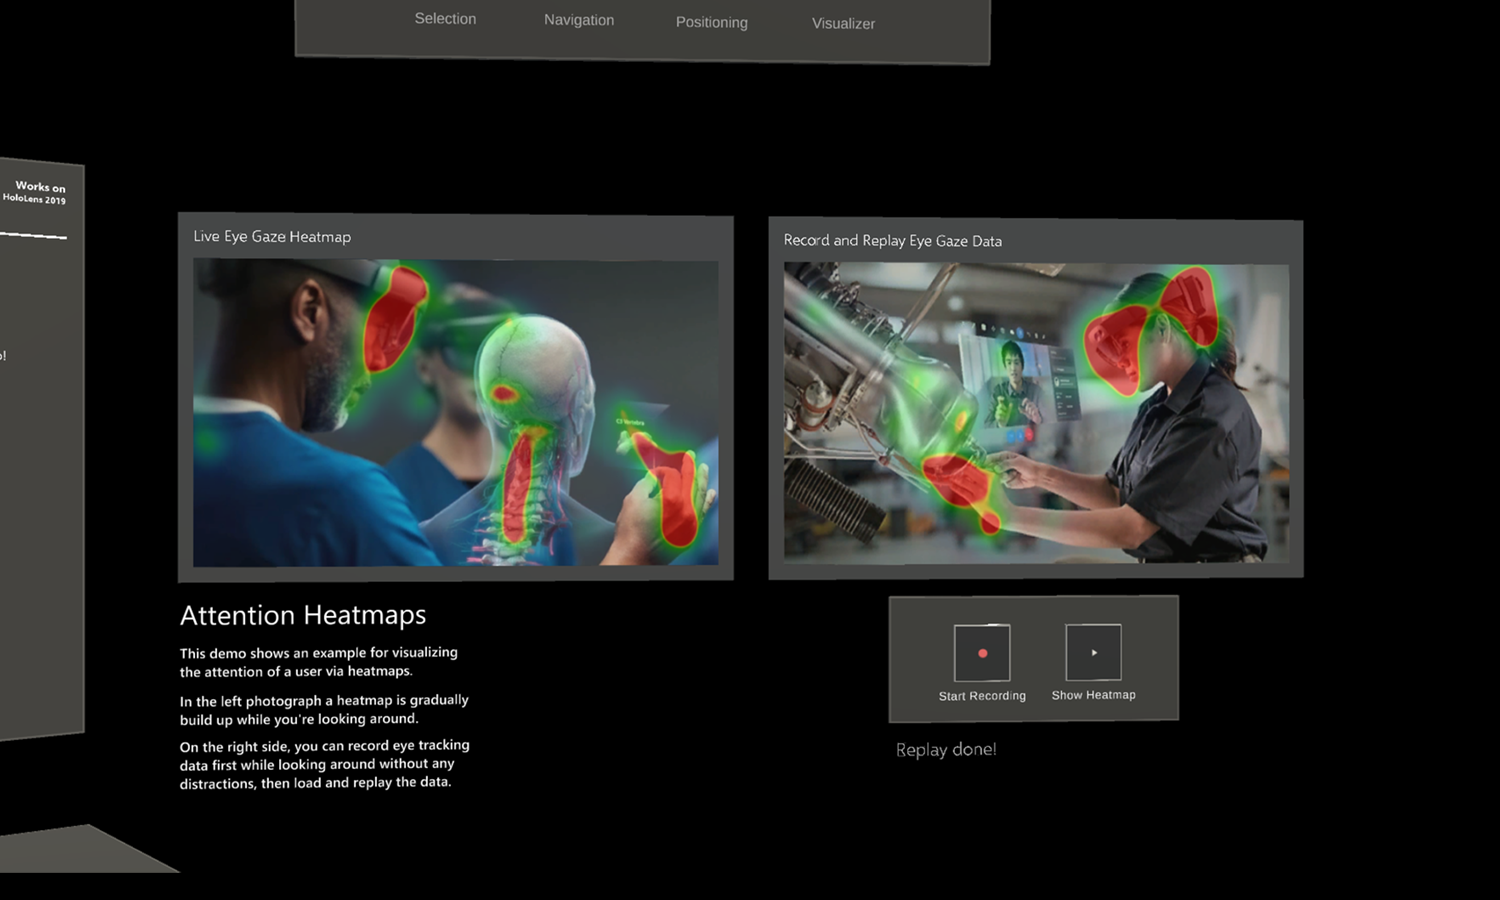 Selection Navigation Positioning Visualizer
Works on
HoloLens 2019
o!
Live Eye Gaze Heatmap
C3 Vertebra
Record and Replay Eye Gaze Data
Attention Heatmaps
This demo shows an example for visualizing
the attention of a user via heatmaps.
In the left photograph a heatmap is gradually
build up while you're looking around.
On the right side, you can record eye tracking
data first while looking around without any
distractions, then load and replay the data.
Start Recording Show Heatmap
Replay done!